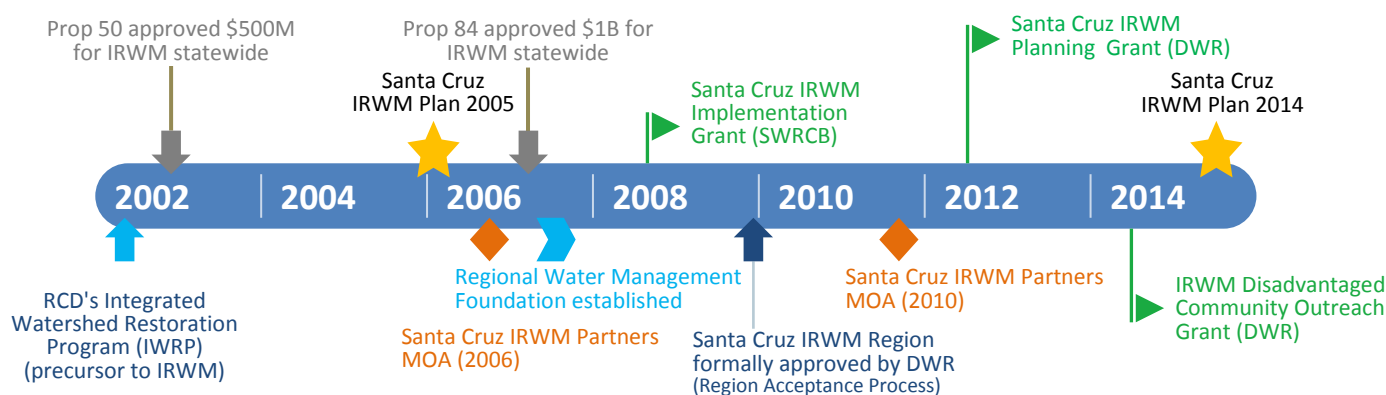 Prop 50 approved $500M
for IRWM statewide
Prop 84 approved $1B for
IRWM statewide
Santa Cruz
IRWM Plan 2005
Santa Cruz IRWM
Implementation
Grant (SWRCB)
Santa Cruz IRWM
Planning  Grant (DWR)
Santa Cruz
IRWM Plan 2014
2002
2004
2006
2008
2010
2012
2014
RCD's Integrated
Watershed Restoration
Program (IWRP)
(precursor to IRWM)
Regional Water Management
Foundation established
Santa Cruz IRWM Partners
MOA (2006)
Santa Cruz IRWM Region
formally approved by DWR
(Region Acceptance Process)
Santa Cruz IRWM Partners
MOA (2010)
IRWM Disadvantaged
Community Outreach
Grant (DWR)